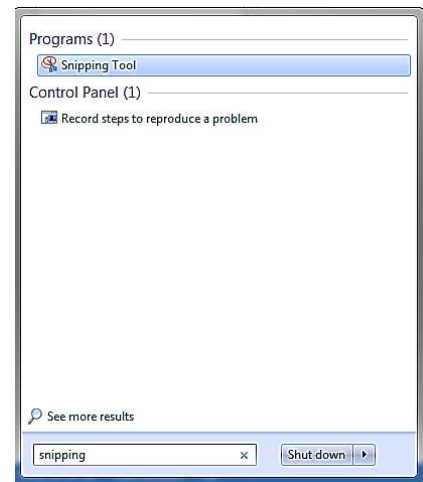 Programs (1)
Snipping Tool
Control Panel (1)
Record steps to reproduce a problem
See more results
snipping
Shut down